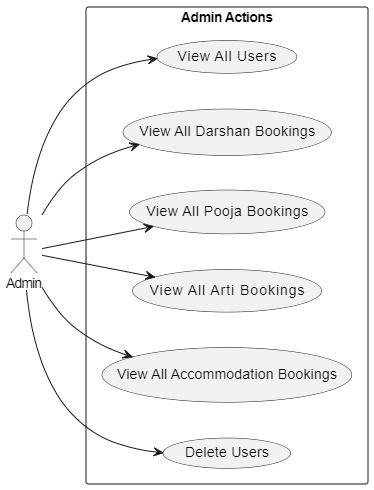 Admin Actions
View All Users
View All Darshan Bookings
View All Pooja Bookings
Admin
View All Arti Bookings
View All Accommodation Bookings
Delete Users